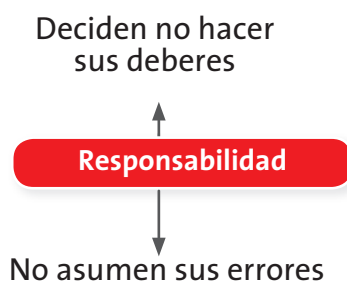 Deciden no hacer
sus deberes
Responsabilidad
No asumen sus errores